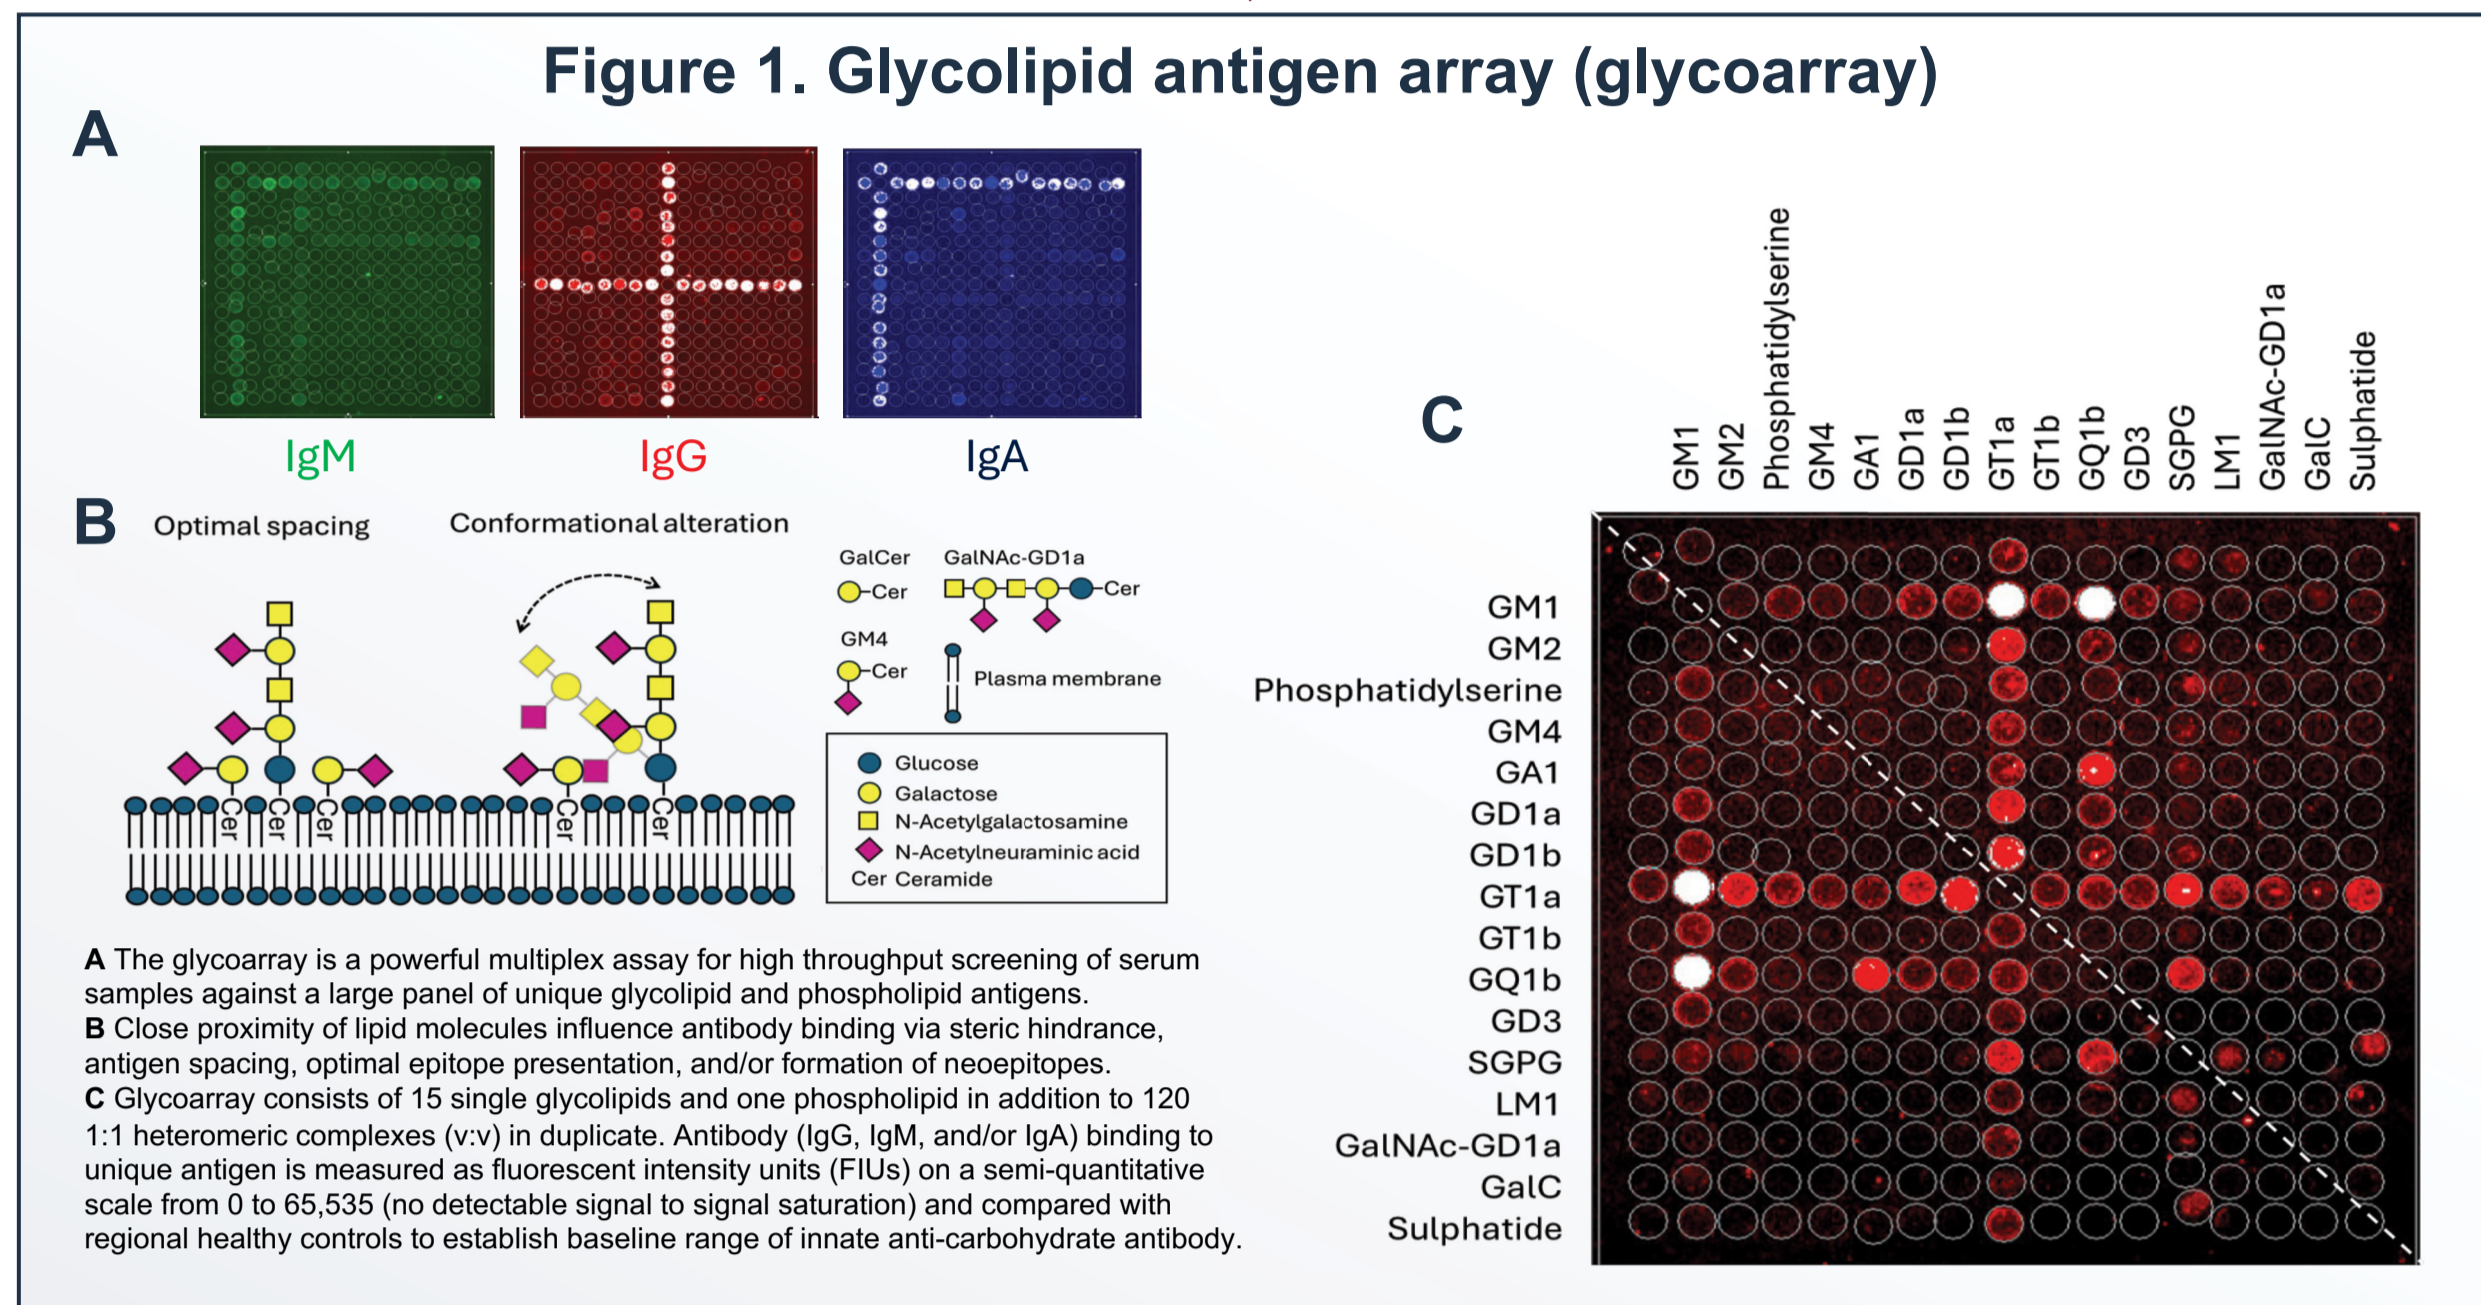 Figure 1. Glycolipid antigen array (glycoarray)
A
IgM
IgG
IgA
B
Optimal spacing
Conformational alteration
Cer
Cer
Cer
Cer
Cer
GalCer
Cer
GalNAc-GD1a
Cer
GM4
Cer
Plasma membrane
Glucose
Galactose
N-Acetylgalactosamine
N-Acetylneuraminic acid
Cer Ceramide
A The glycoarray is a powerful multiplex assay for high throughput screening of serum
samples against a large panel of unique glycolipid and phospholipid antigens.
B Close proximity of lipid molecules influence antibody binding via steric hindrance,
antigen spacing, optimal epitope presentation, and/or formation of neoepitopes.
C Glycoarray consists of 15 single glycolipids and one phospholipid in addition to 120
1:1 heteromeric complexes (v:v) in duplicate. Antibody (IgG, IgM, and/or IgA) binding to
unique antigen is measured as fluorescent intensity units (FIUs) on a semi-quantitative
scale from 0 to 65,535 (no detectable signal to signal saturation) and compared with
regional healthy controls to establish baseline range of innate anti-carbohydrate antibody.
C
GM1
GM2
Phosphatidylserine
GM4
GA1
GD1a
GD1b
GT1a
GT1b
GQ1b
GD3
SGPG
LM1
GalNAc-GD1a
GalC
Sulphatide
GM1
GM2
Phosphatidylserine
GM4
GA1
GD1a
GD1b
GT1a
GT1b
GQ1b
GD3
SGPG
LM1
GalNAc-GD1a
GalC
Sulphatide